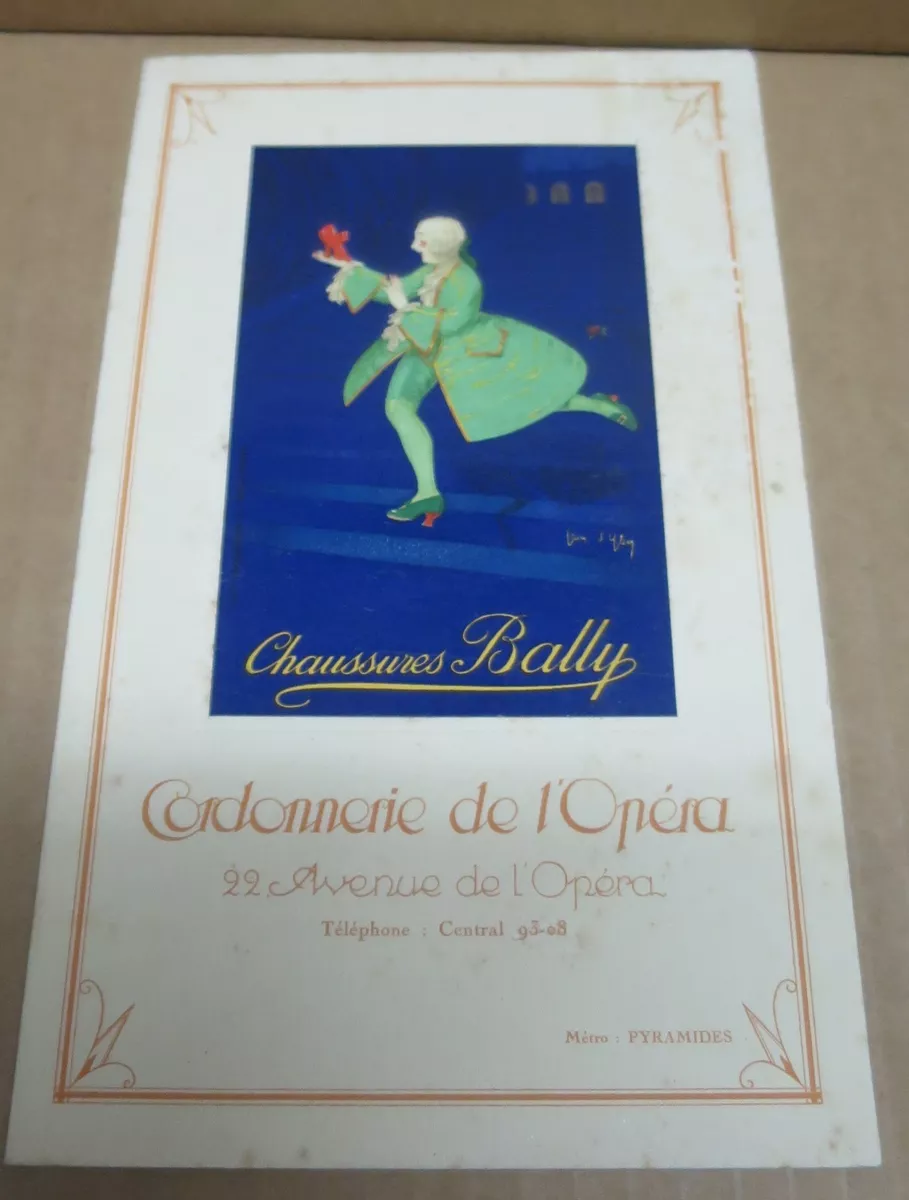 Chaussures Bally
Cordonnerie de l'Opéra
22 Avenue de l'Opéra
Téléphone : Central 93-08
Métro : PYRAMIDES